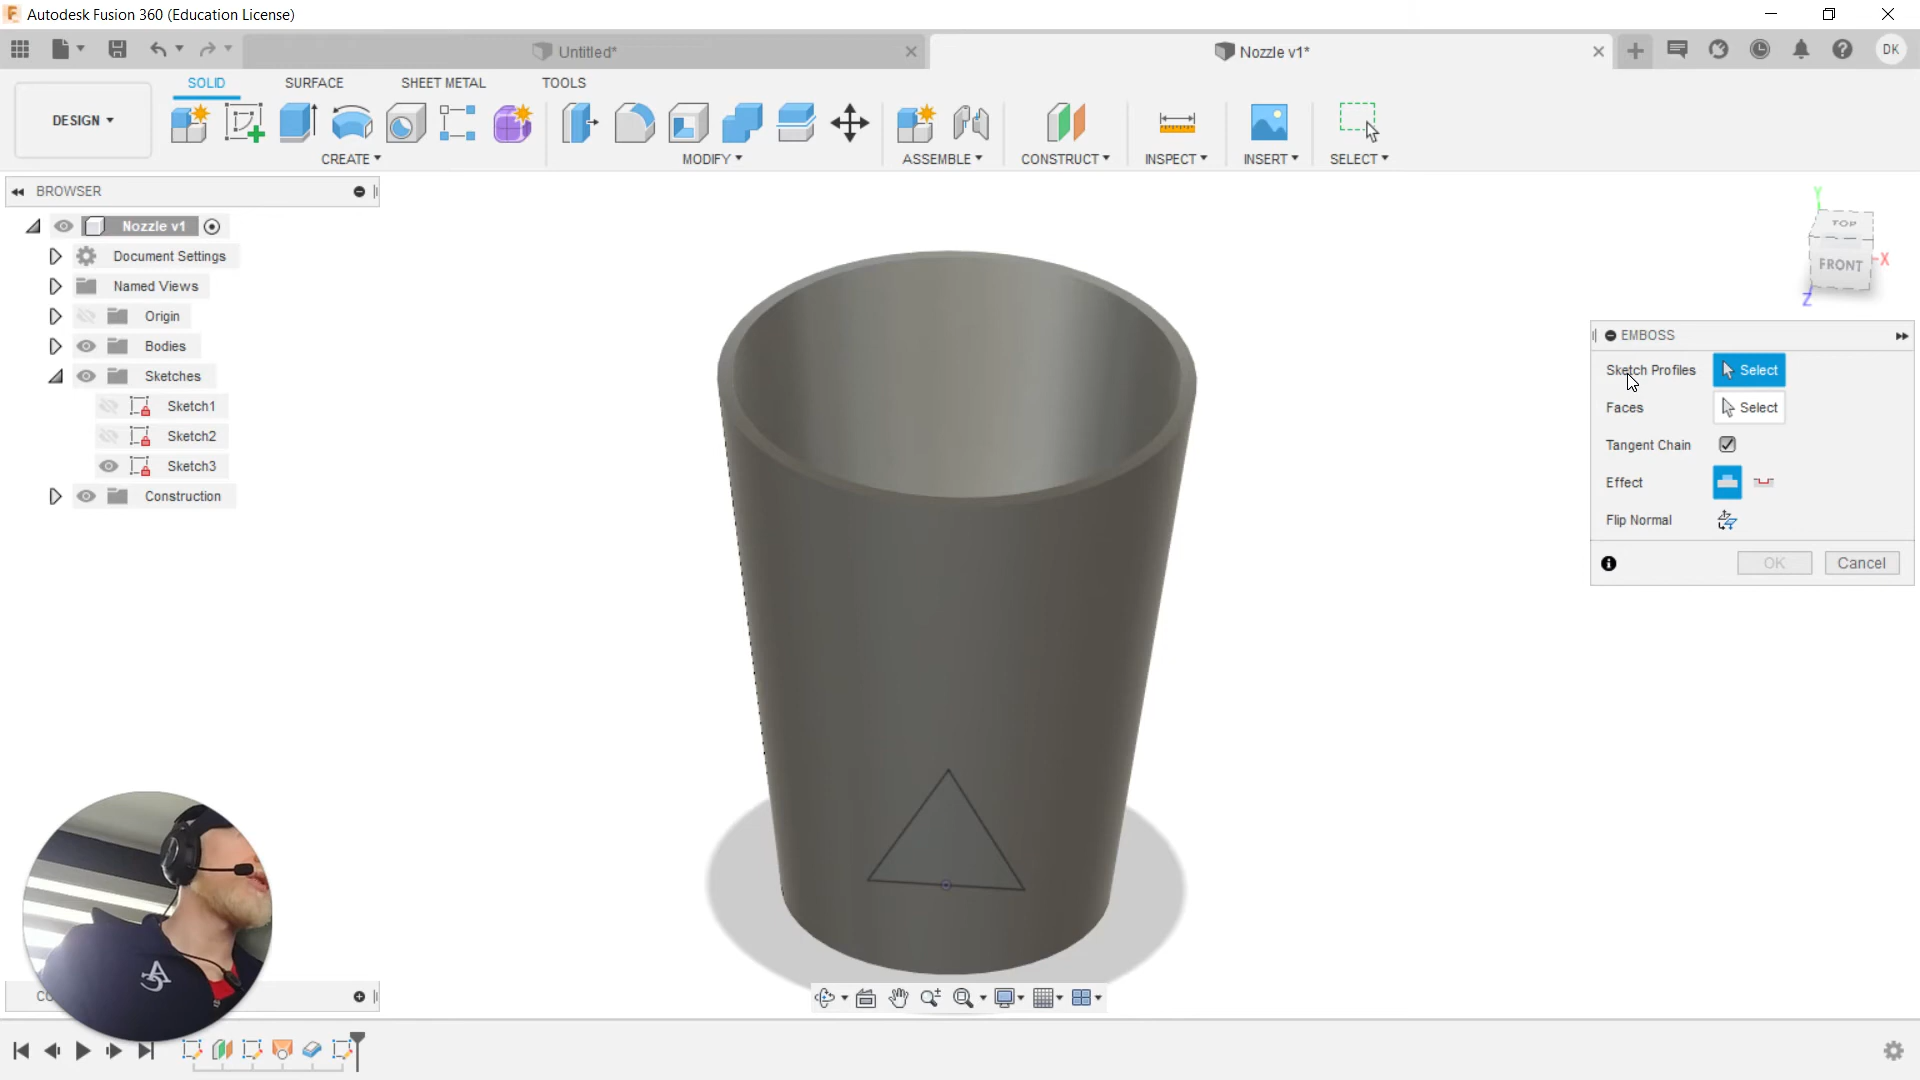 Autodesk Fusion 360 (Education License)
Untitled*
Nozzle v1*
DK
SOLID
SURFACE
SHEET METAL
TOOLS
DESIGN
CREATE
MODIFY
ASSEMBLE
CONSTRUCT
INSPECT
INSERT
SELECT
BROWSER
Nozzle v1
Document Settings
Named Views
Origin
Bodies
Sketches
Sketch1
Sketch2
Sketch3
Construction
Y
TOP
FRONT
X
Z
EMBOSS
Sketch Profiles
Select
Faces
Select
Tangent Chain
Effect
Flip Normal
OK
Cancel